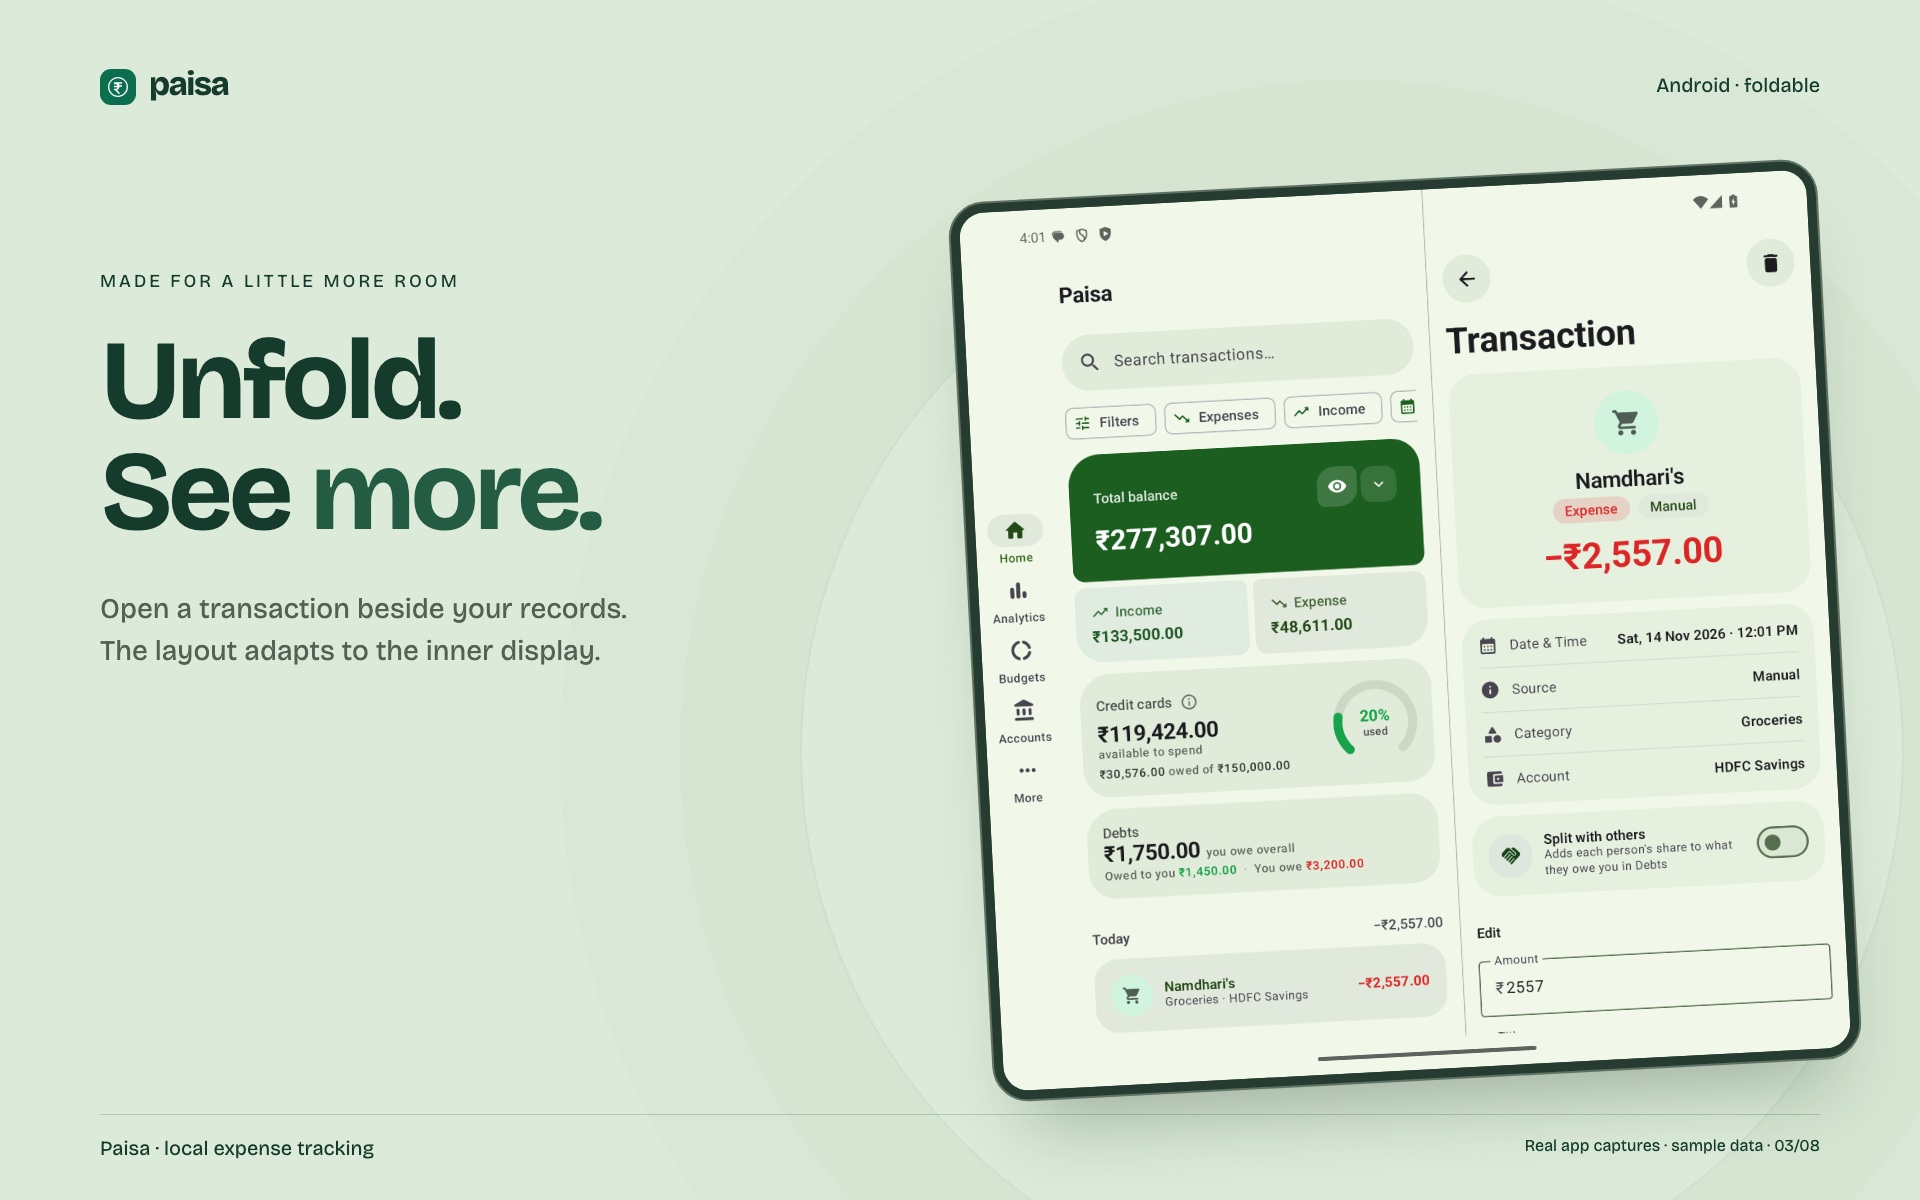 paisa
Android · foldable
MADE FOR A LITTLE MORE ROOM
Unfold.
See more.
Open a transaction beside your records.
The layout adapts to the inner display.
4:01
Paisa
Search transactions...
Filters
Expenses
Income
Total balance
₹277,307.00
Income
₹133,500.00
Expense
₹48,611.00
Home
Analytics
Budgets
Accounts
More
Credit cards
₹119,424.00
available to spend
₹30,576.00 owed of ₹150,000.00
20%
used
Debts
₹1,750.00 you owe overall
Owed to you ₹1,450.00 · You owe ₹3,200.00
Today
−₹2,557.00
Namdhari's
Groceries · HDFC Savings
−₹2,557.00
Transaction
Namdhari's
Expense
Manual
−₹2,557.00
Date & Time
Sat, 14 Nov 2026 · 12:01 PM
Source
Manual
Category
Groceries
Account
HDFC Savings
Split with others
Adds each person's share to what
they owe you in Debts
Edit
Amount
₹2557
Paisa · local expense tracking
Real app captures · sample data · 03/08